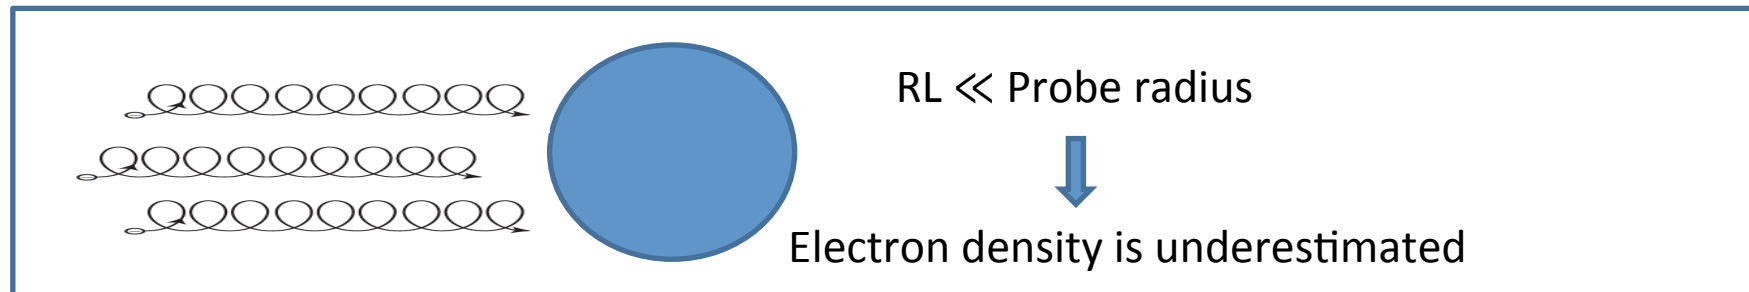 RL ≪ Probe radius
Electron density is underestimated